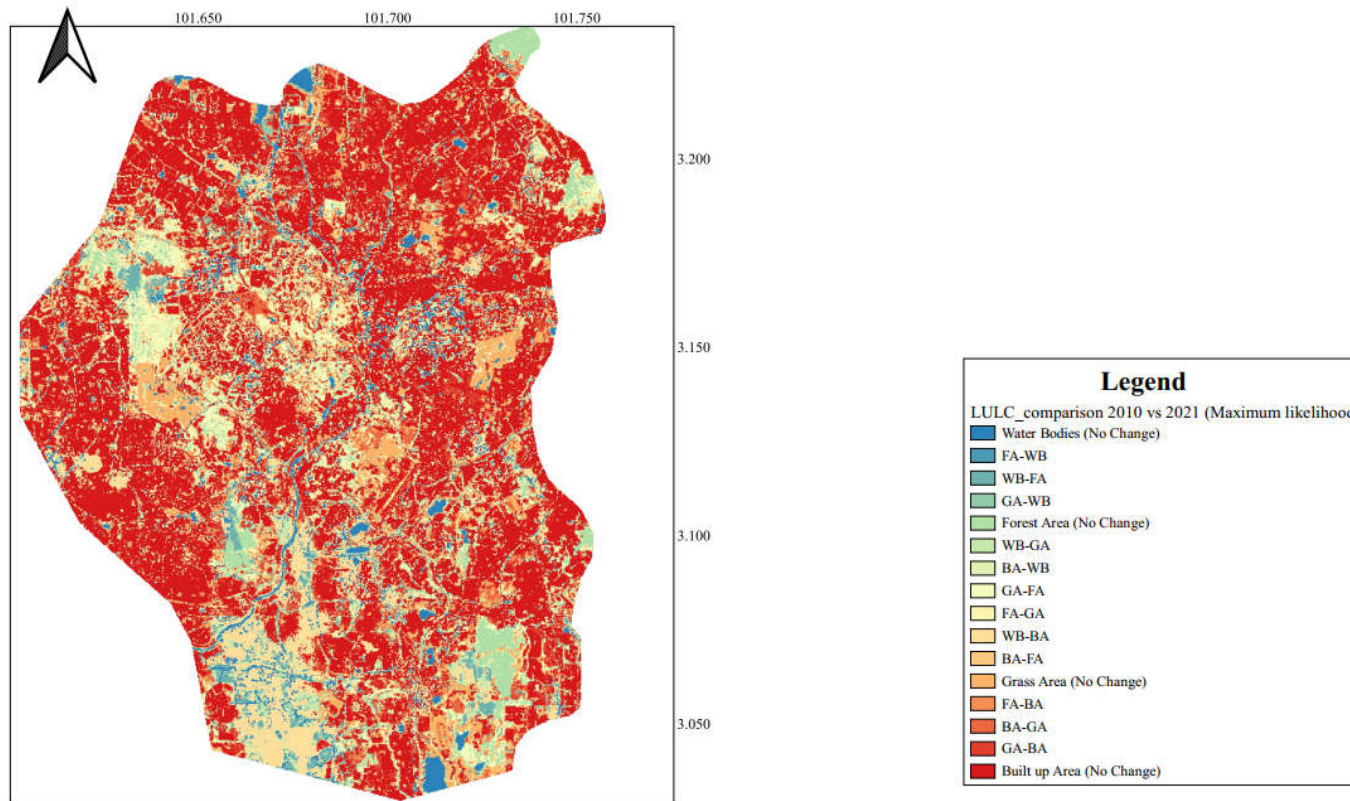 101.650 101.700 101.750
3.200
3.150
3.100
3.050
Legend
LULC_comparison 2010 vs 2021 (Maximum likelihood
Water Bodies (No Change)
FA-WB
WB-FA
GA-WB
Forest Area (No Change)
WB-GA
BA-WB
GA-FA
FA-GA
WB-BA
BA-FA
Grass Area (No Change)
FA-BA
BA-GA
GA-BA
Built up Area (No Change)